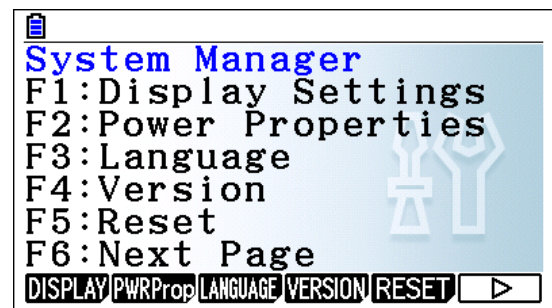 System Manager
F1:Display Settings
F2:Power Properties
F3:Language
F4:Version
F5:Reset
F6:Next Page
DISPLAY PWRProp LANGUAGE VERSION RESET ▷